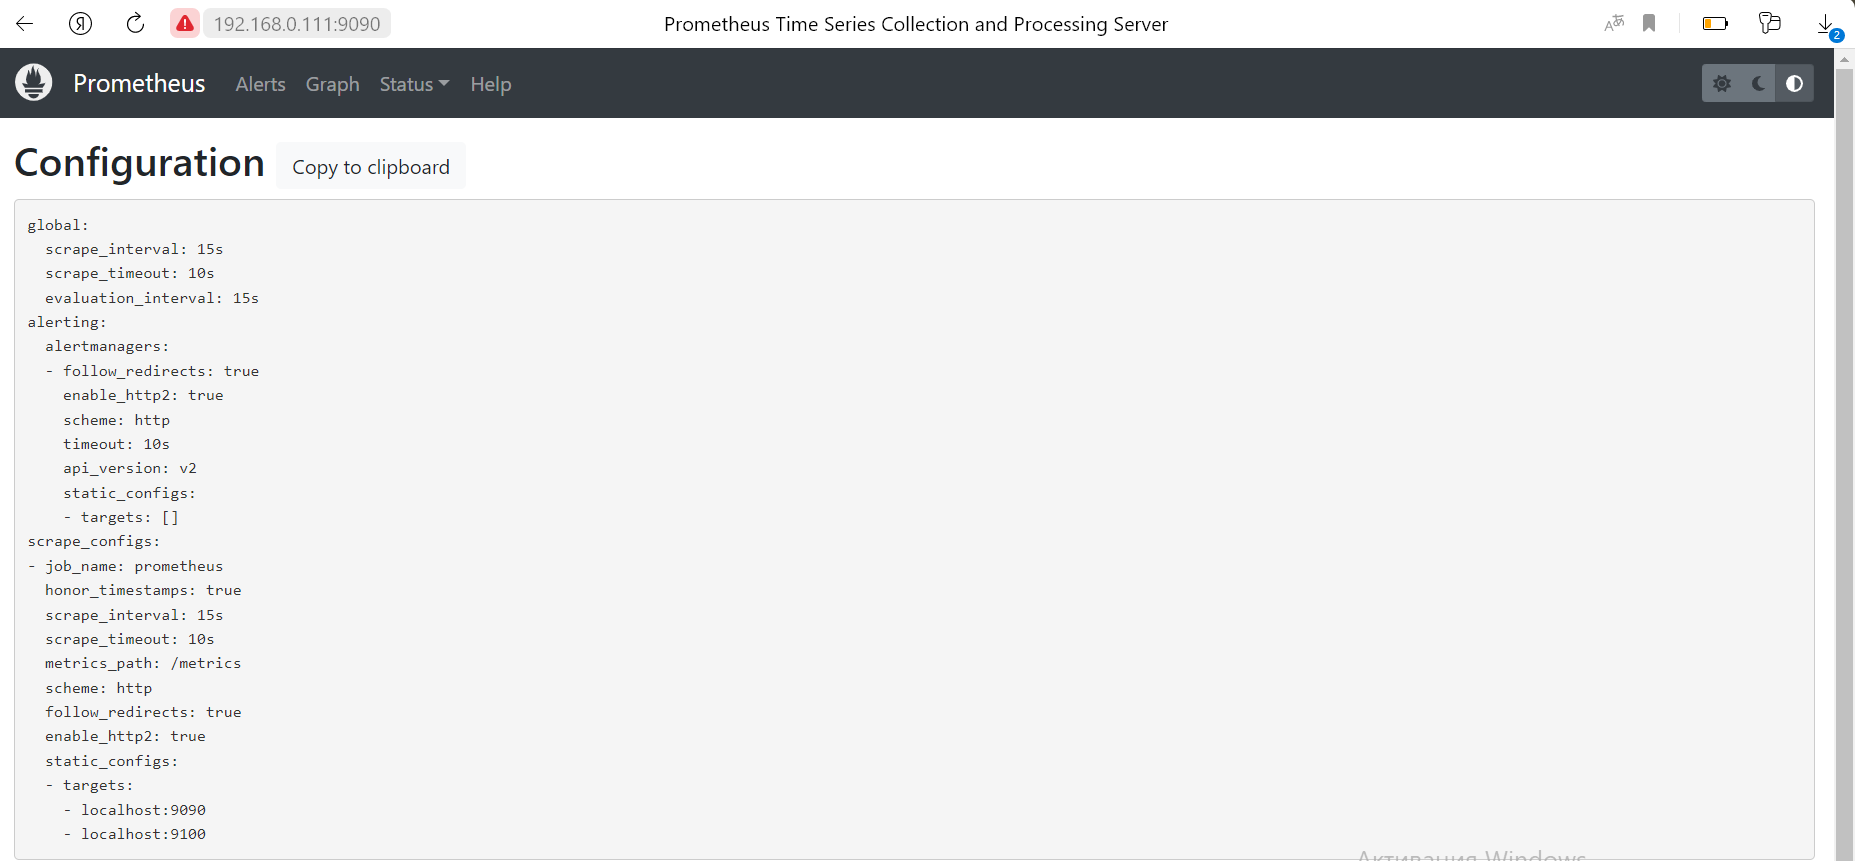 192.168.0.111:9090
Prometheus Time Series Collection and Processing Server
2
Prometheus Alerts Graph Status Help
Configuration
Copy to clipboard
global:
  scrape_interval: 15s
  scrape_timeout: 10s
  evaluation_interval: 15s
alerting:
  alertmanagers:
  - follow_redirects: true
    enable_http2: true
    scheme: http
    timeout: 10s
    api_version: v2
    static_configs:
    - targets: []
scrape_configs:
- job_name: prometheus
  honor_timestamps: true
  scrape_interval: 15s
  scrape_timeout: 10s
  metrics_path: /metrics
  scheme: http
  follow_redirects: true
  enable_http2: true
  static_configs:
  - targets:
    - localhost:9090
    - localhost:9100
Активация Windows